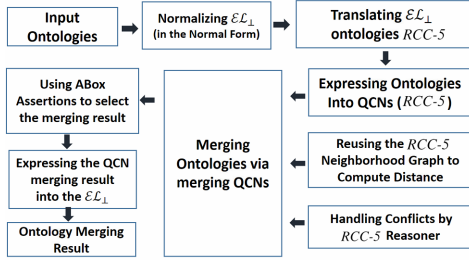 Input
Ontologies
Normalizing ℰℒ⊥
(in the Normal Form)
Translating ℰℒ⊥
ontologies RCC-5
Using ABox
Assertions to select
the merging result
Expressing Ontologies
Into QCNs (RCC-5)
Merging
Ontologies via
merging QCNs
Expressing the QCN
merging result
into the ℰℒ⊥
Reusing the RCC-5
Neighborhood Graph to
Compute Distance
Ontology Merging
Result
Handling Conflicts by
RCC-5 Reasoner